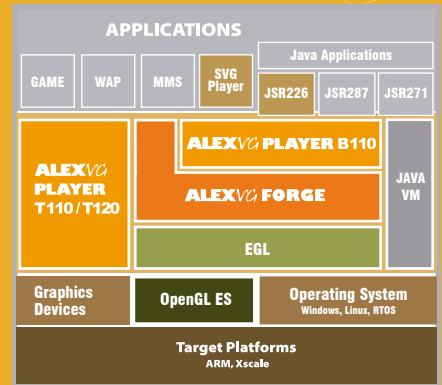 APPLICATIONS
Java Applications
GAME
WAP
MMS
SVG
Player
JSR226
JSR287
JSR271
ALEXVG
PLAYER
T110/T120
ALEXVG PLAYER B110
ALEXVG FORGE
EGL
JAVA
VM
Graphics
Devices
OpenGL ES
Operating System
Windows, Linux, RTOS
Target Platforms
ARM, Xscale